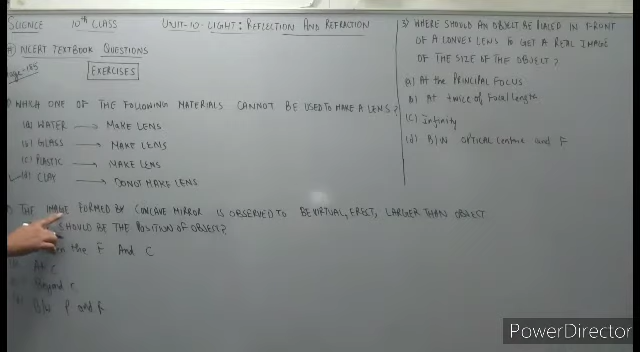 SCIENCE 10th CLASS UNIT-10-LIGHT: REFLECTION AND REFRACTION
NCERT TEXTBOOK QUESTIONS
Page-185
EXERCISES
WHICH ONE OF THE FOLLOWING MATERIALS CANNOT BE USED TO MAKE A LENS?
(a) WATER → MAKE LENS
(b) GLASS → MAKE LENS
(c) PLASTIC → MAKE LENS
(d) CLAY → DO NOT MAKE LENS
THE IMAGE FORMED BY CONCAVE MIRROR IS OBSERVED TO BE VIRTUAL, ERECT, LARGER THAN OBJECT
SHOULD BE THE POSITION OF OBJECT?
the F And C
At C
Beyond C
B/W P and F
3) WHERE SHOULD AN OBJECT BE PLACED IN FRONT
OF A CONVEX LENS TO GET A REAL IMAGE
OF THE SIZE OF THE OBJECT?
(a) At the PRINCIPAL FOCUS
(b) At twice of Focal Length
(c) Infinity
(d) B/W OPTICAL Centre and F
PowerDirector